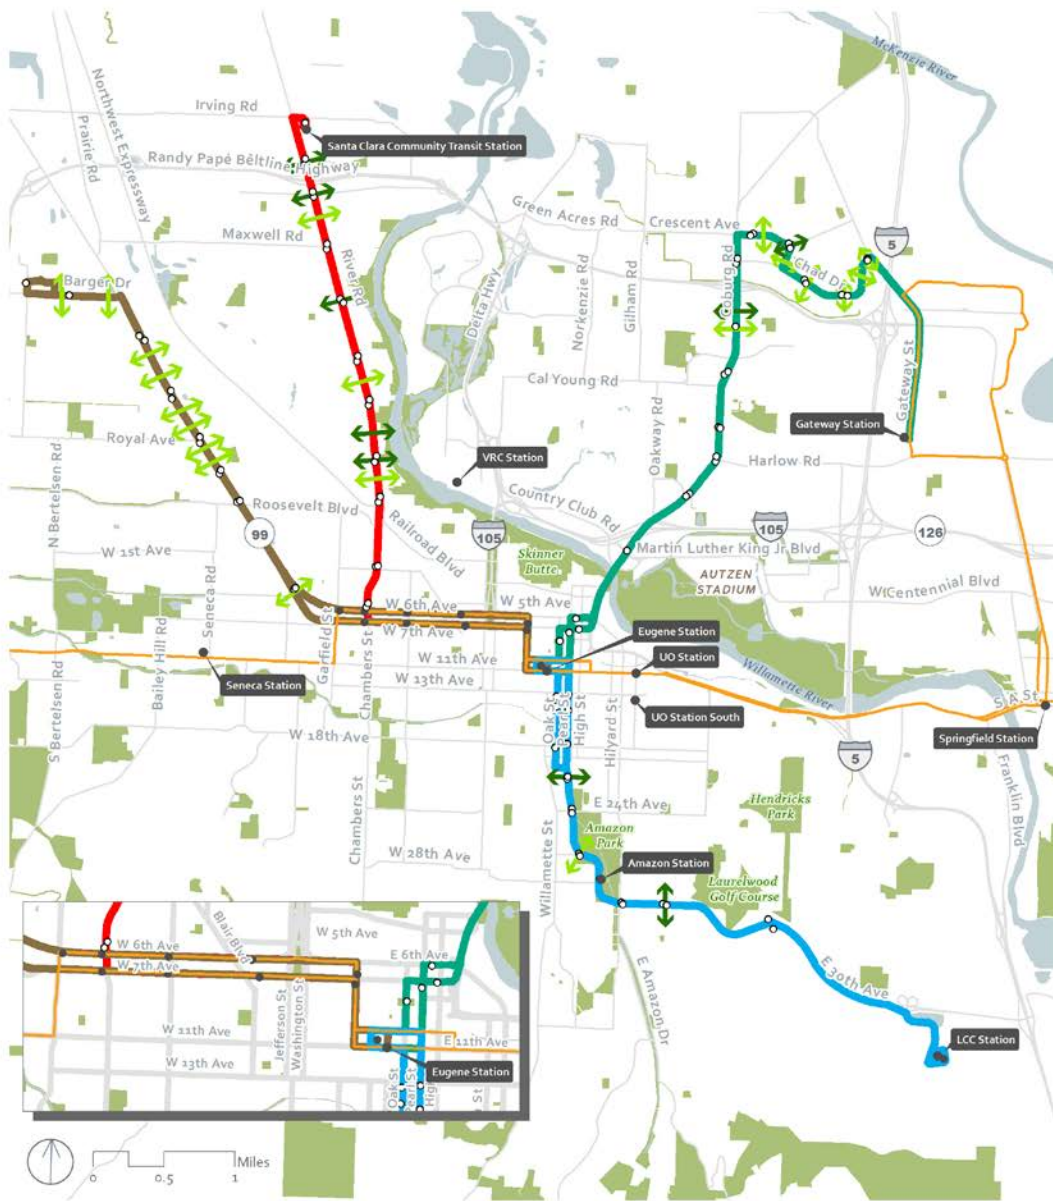 McKenzie River
Irving Rd
Northwest Expressway
Prairie Rd
Santa Clara Community Transit Station
Randy Papé Beltline Highway
Green Acres Rd
Crescent Ave
5
Maxwell Rd
River Rd
Delta Hwy
Norkenzie Rd
Gilham Rd
Coburg Rd
Chad Dr
Barger Dr
Gateway St
Cal Young Rd
Oakway Rd
Gateway Station
Royal Ave
N Bertelsen Rd
VRC Station
Harlow Rd
Roosevelt Blvd
Railroad Blvd
Country Club Rd
99
105
105
126
W 1st Ave
Skinner
Butte
Martin Luther King Jr Blvd
AUTZEN
STADIUM
W Centennial Blvd
Seneca Rd
Bailey Hill Rd
W 6th Ave
W 5th Ave
W 7th Ave
Garfield St
Chambers St
Eugene Station
W 11th Ave
UO Station
W 13th Ave
Seneca Station
Willamette River
S A St
S Bertelsen Rd
Oak St
Pearl St
High St
Hilyard St
UO Station South
W 18th Ave
Springfield Station
5
Franklin Blvd
Chambers St
E 24th Ave
Hendricks
Park
Amazon
Park
W 28th Ave
Willamette St
Amazon Station
Laurelwood
Golf Course
E Amazon Dr
E 30th Ave
LCC Station
W 5th Ave
W 6th Ave
Blair Blvd
E 6th Ave
W 7th Ave
Jefferson St
Washington St
W 11th Ave
E 11th Ave
W 13th Ave
Eugene Station
Oak St
Pearl St
High
St
Miles
0
0.5
1